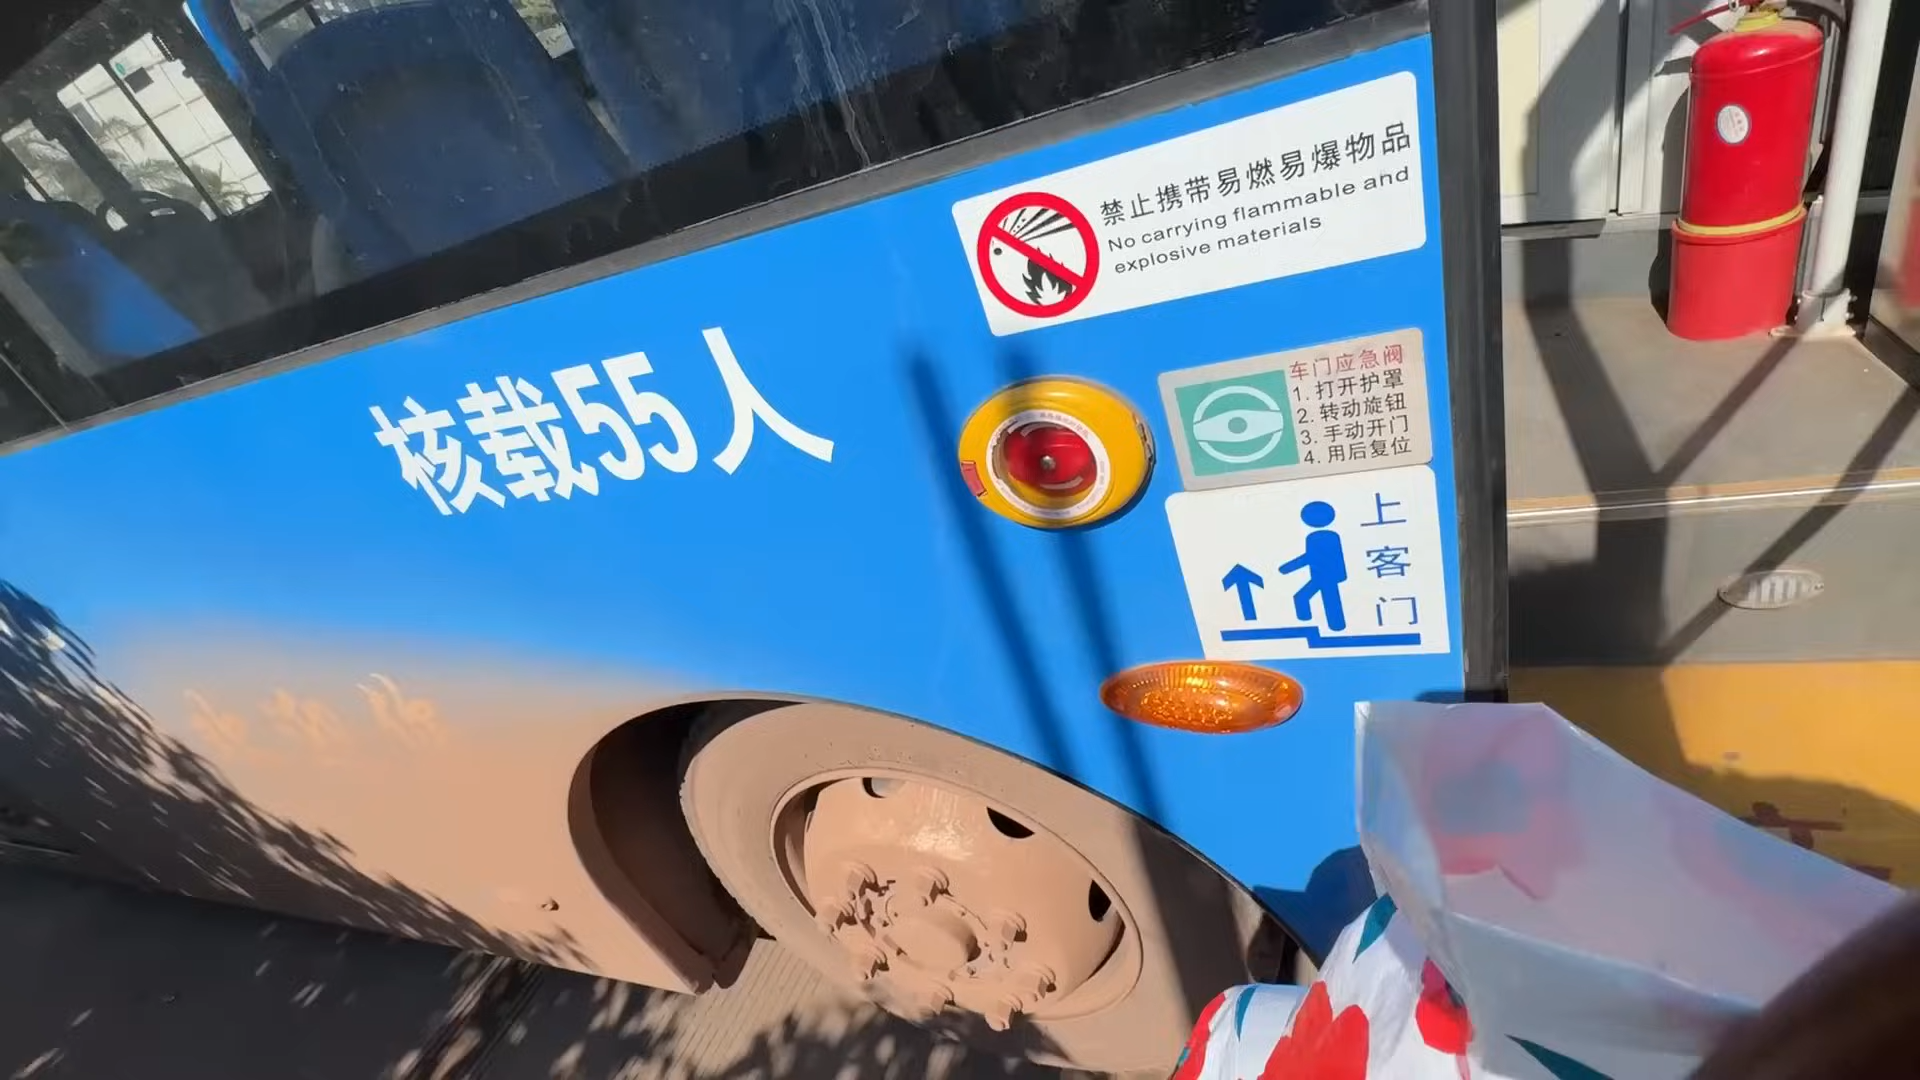 禁止携带易燃易爆物品
No carrying flammable and
explosive materials
核载55人
车门应急阀
1. 打开护罩
2. 转动旋钮
3. 手动开门
4. 用后复位
上客门